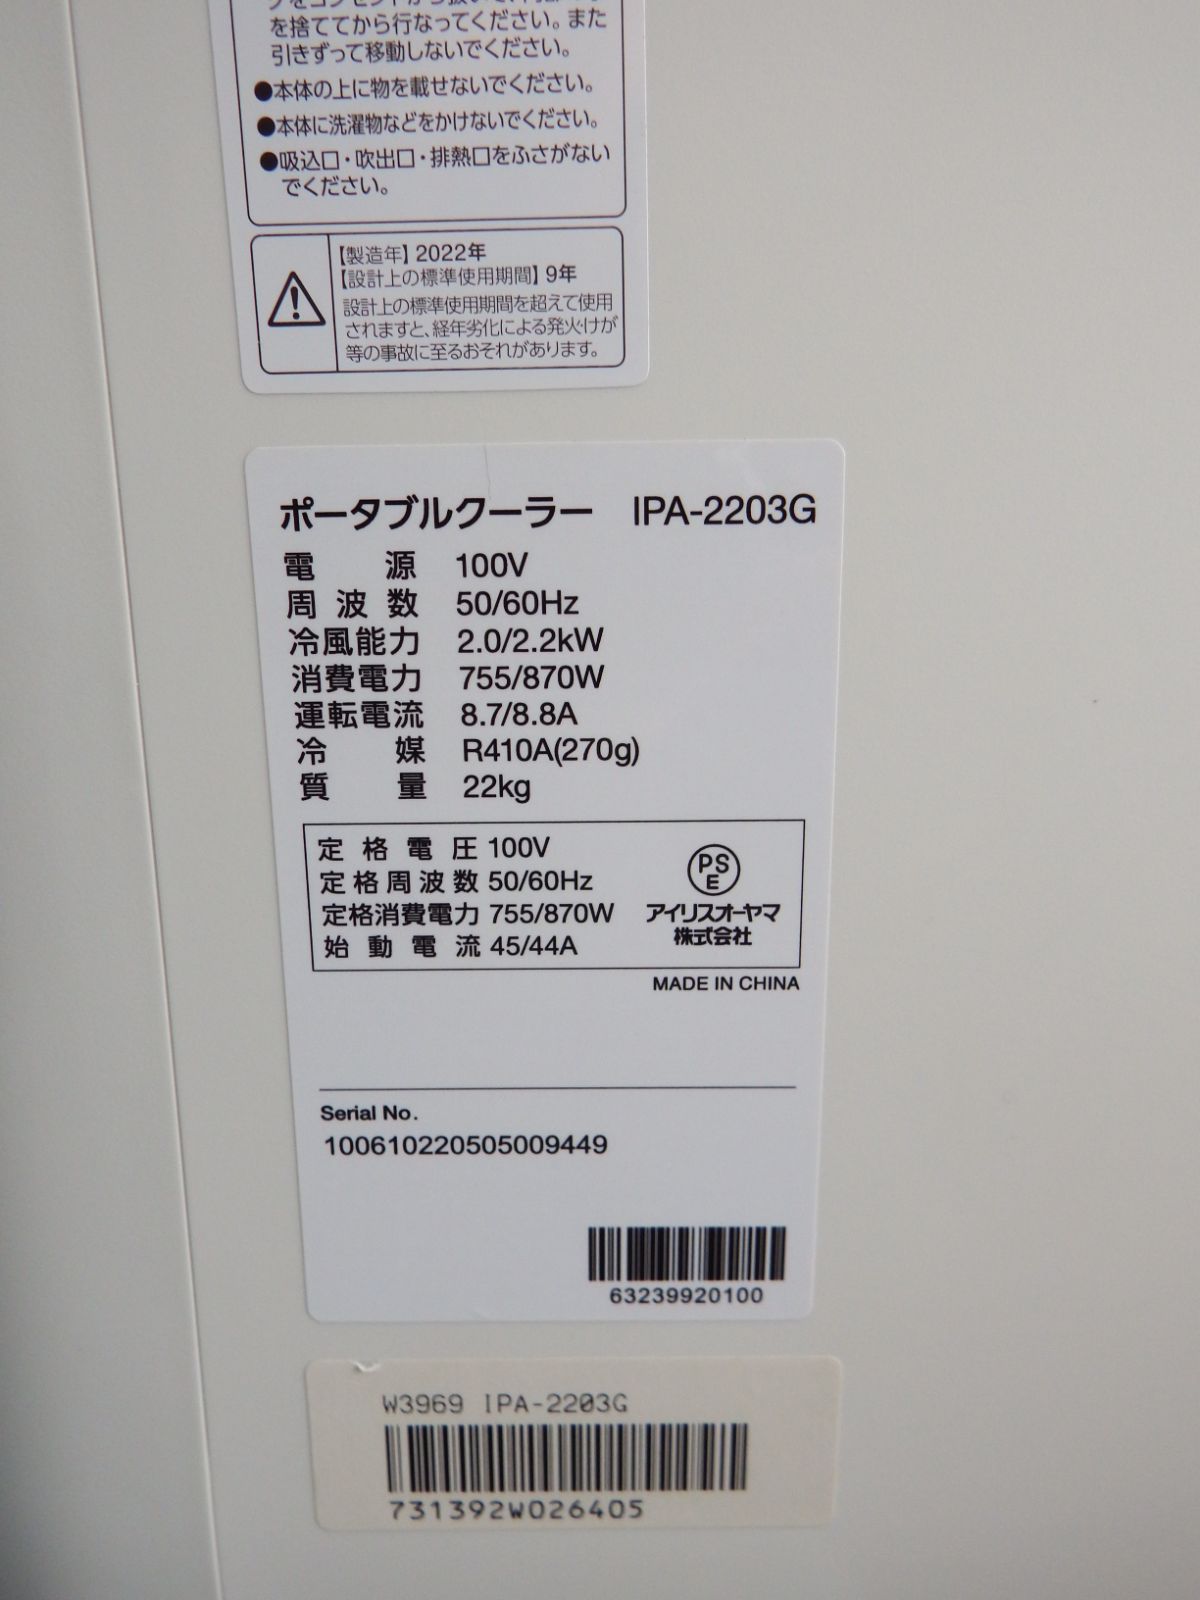 を捨ててから行なってください。また
引きずって移動しないでください。
●本体の上に物を載せないでください。
●本体に洗濯物などをかけないでください。
●吸込口・吹出口・排熱口をふさがない
でください。
【製造年】2022年
【設計上の標準使用期間】9年
設計上の標準使用期間を超えて使用
されますと、経年劣化による発火・けが
等の事故に至るおそれがあります。
ポータブルクーラー IPA-2203G
電源 100V
周波数 50/60Hz
冷風能力 2.0/2.2kW
消費電力 755/870W
運転電流 8.7/8.8A
冷媒 R410A(270g)
質量 22kg
定格電圧 100V
定格周波数 50/60Hz
定格消費電力 755/870W
始動電流 45/44A
PS
E
アイリスオーヤマ
株式会社
MADE IN CHINA
Serial No.
100610220505009449
63239920100
W3969 IPA-2203G
731392W026405